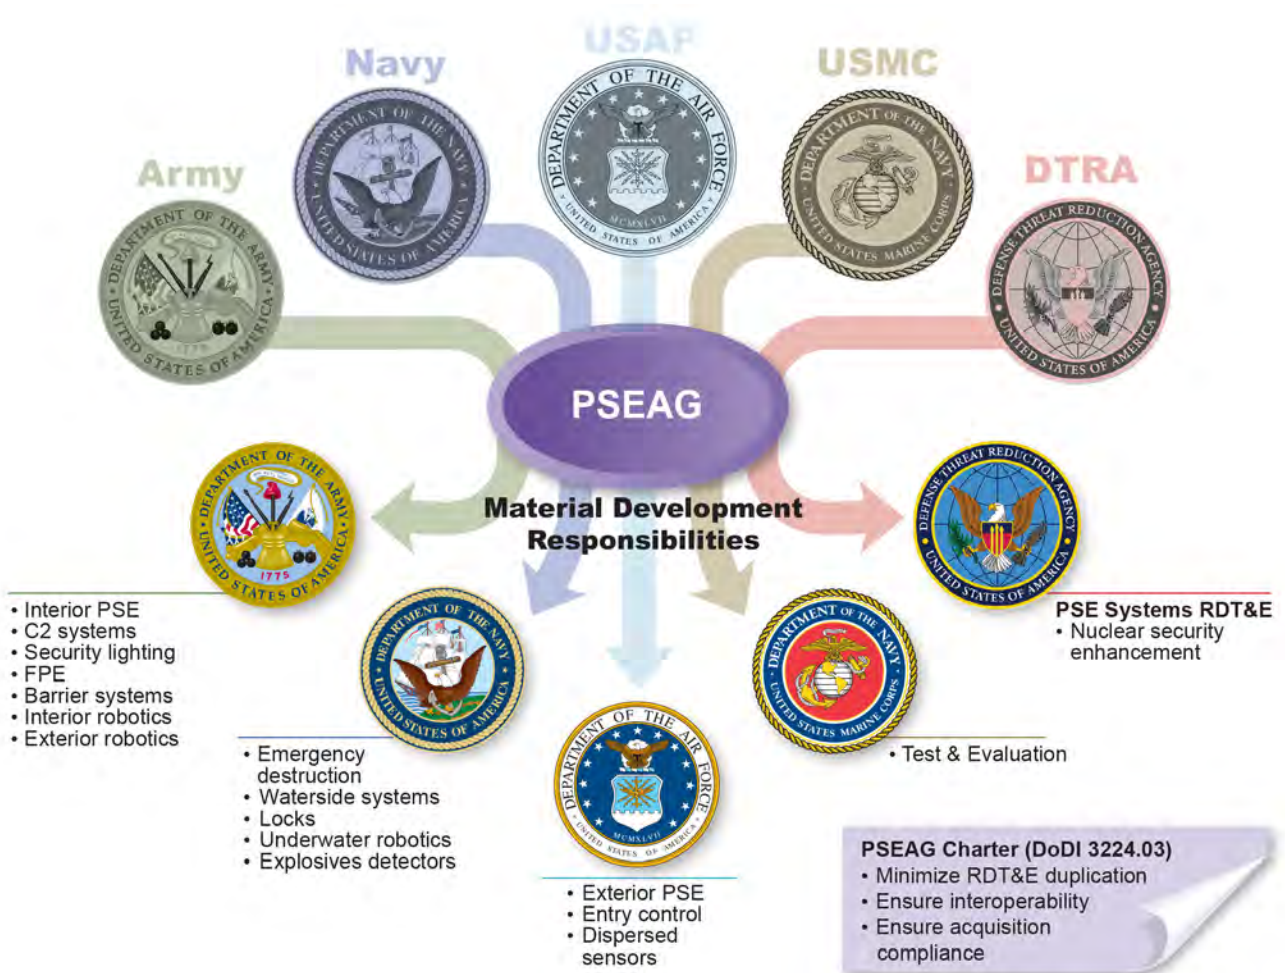 USAF
Navy
USMC
Army
DTRA
DEPARTMENT OF THE ARMY
UNITED STATES OF AMERICA
1775
DEPARTMENT OF THE NAVY
UNITED STATES OF AMERICA
DEPARTMENT OF THE AIR FORCE
MCMXLVII
UNITED STATES OF AMERICA
DEPARTMENT OF THE NAVY
UNITED STATES MARINE CORPS
DEFENSE THREAT REDUCTION AGENCY
UNITED STATES OF AMERICA
PSEAG
Material Development
Responsibilities
DEPARTMENT OF THE ARMY
UNITED STATES OF AMERICA
1775
• Interior PSE
• C2 systems
• Security lighting
• FPE
• Barrier systems
• Interior robotics
• Exterior robotics
DEPARTMENT OF THE NAVY
UNITED STATES OF AMERICA
• Emergency
destruction
• Waterside systems
• Locks
• Underwater robotics
• Explosives detectors
DEPARTMENT OF THE AIR FORCE
MCMXLVII
UNITED STATES OF AMERICA
• Exterior PSE
• Entry control
• Dispersed
sensors
DEPARTMENT OF THE NAVY
UNITED STATES MARINE CORPS
• Test & Evaluation
DEFENSE THREAT REDUCTION AGENCY
UNITED STATES OF AMERICA
PSE Systems RDT&E
• Nuclear security
enhancement
PSEAG Charter (DoDI 3224.03)
• Minimize RDT&E duplication
• Ensure interoperability
• Ensure acquisition
compliance